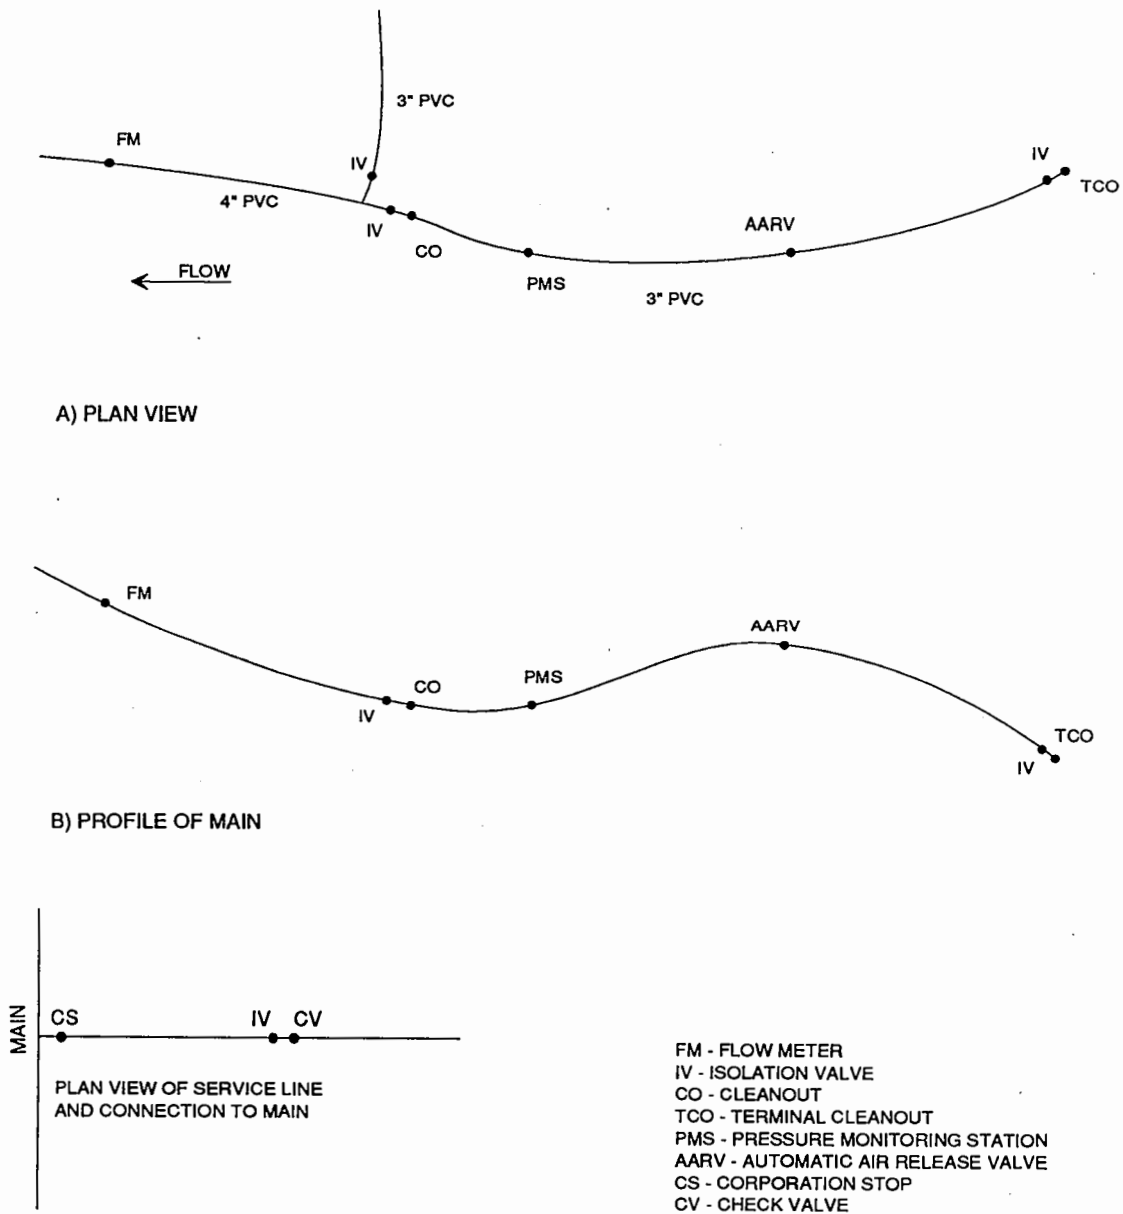 3" PVC
FM
IV
IV
TCO
4" PVC
IV
CO
AARV
FLOW
PMS
3" PVC
A) PLAN VIEW
FM
AARV
CO
PMS
IV
TCO
IV
B) PROFILE OF MAIN
MAIN
CS
IV
CV
PLAN VIEW OF SERVICE LINE
AND CONNECTION TO MAIN
FM - FLOW METER
IV - ISOLATION VALVE
CO - CLEANOUT
TCO - TERMINAL CLEANOUT
PMS - PRESSURE MONITORING STATION
AARV - AUTOMATIC AIR RELEASE VALVE
CS - CORPORATION STOP
CV - CHECK VALVE